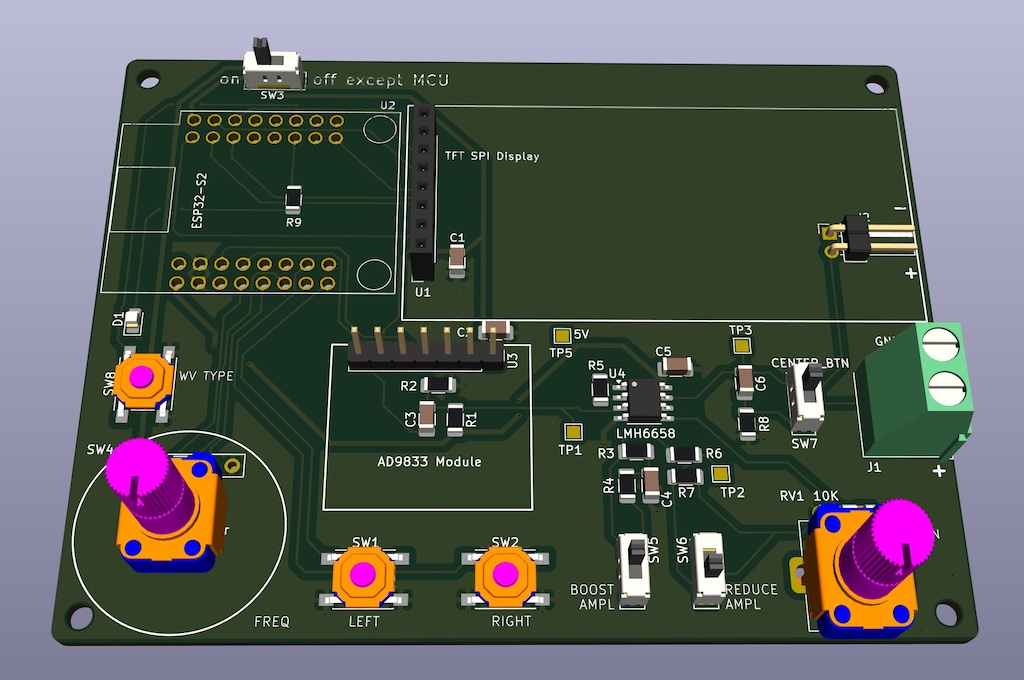 on off except MCU
SW3
U2
TFT SPI Display
ESP32-S2
R9
C1
U1
D1
SW8
WV TYPE
U3
5V
TP5
TP3
R5
U4
C5
C6
CENTER BTN
R2
C3
R1
LMH6658
R8
SW7
TP1
AD9833 Module
R3
R6
R4
C4
R7
TP2
J1
+
+
SW4
RV1 10K
SW1
SW2
SW5
SW6
BOOST
AMPL
REDUCE
AMPL
FREQ
LEFT
RIGHT